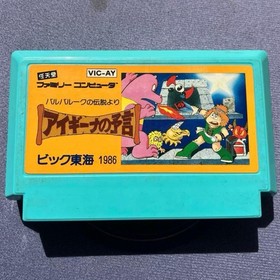 任天堂
VIC-AY
ファミリーコンピュータ
バルバルークの伝説より
アイギーナの予言
ビック東海 1986